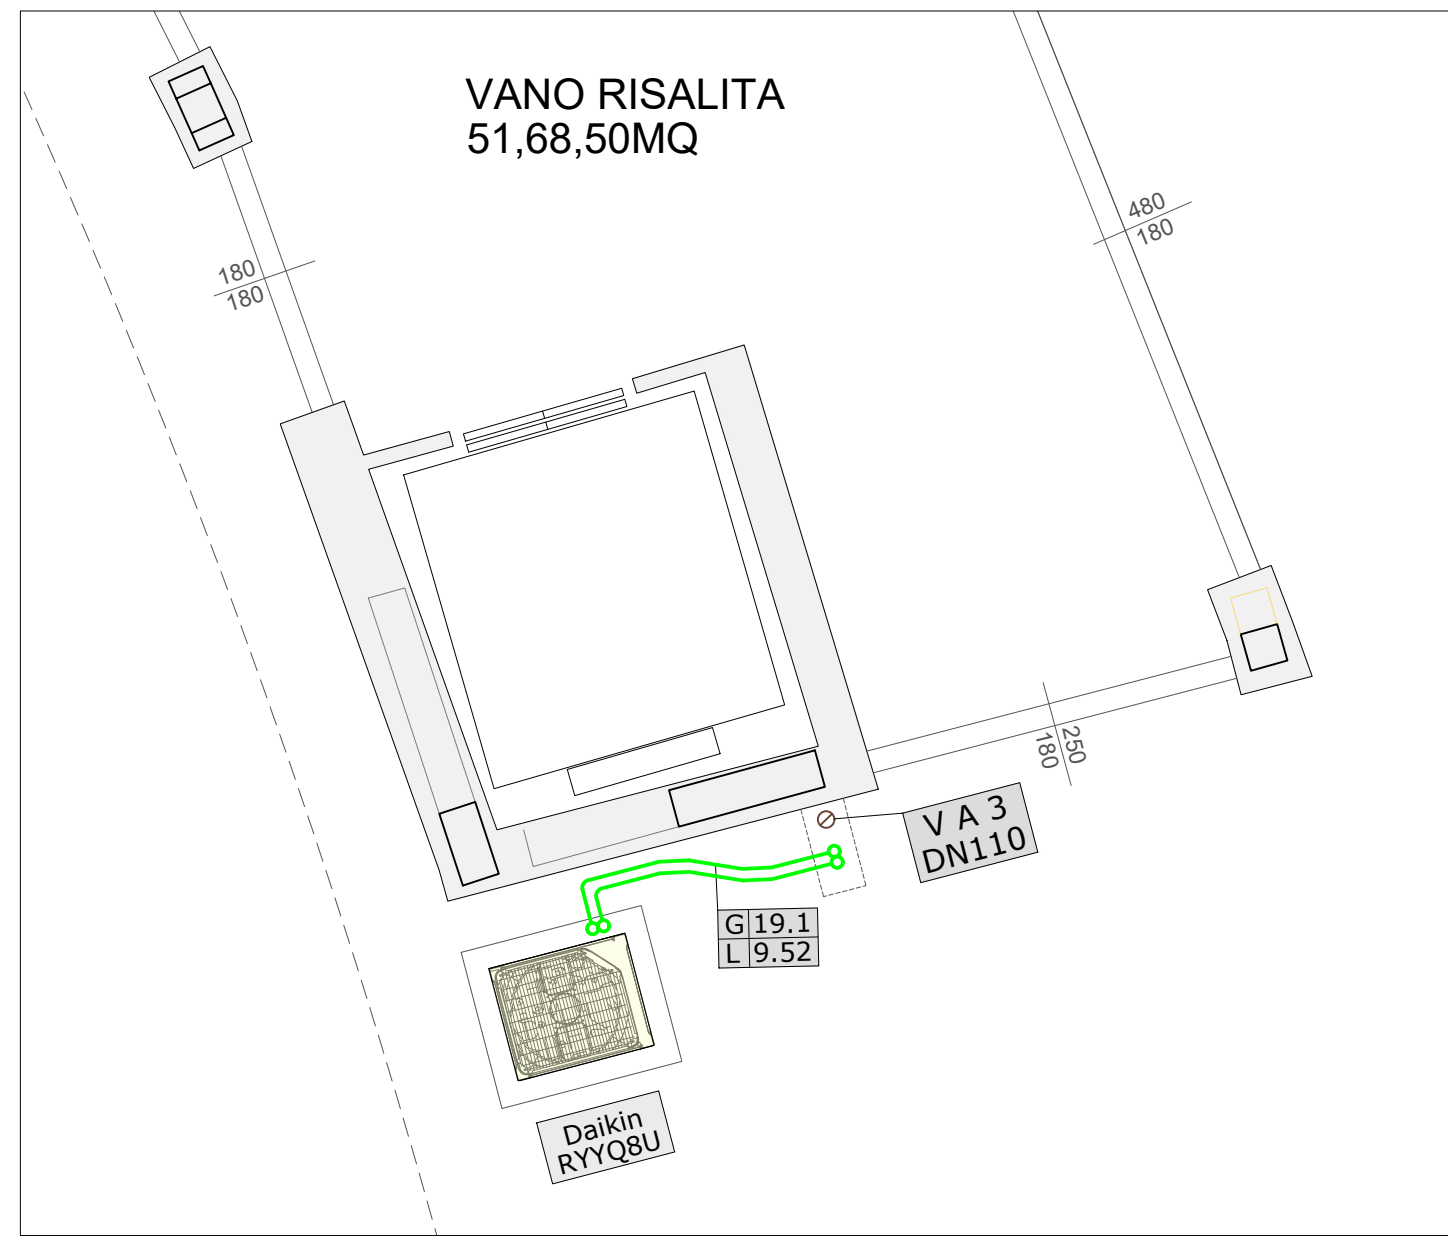 VANO RISALITA
51,68,50MQ
480
180
180
180
250
180
V A 3
DN110
G 19.1
L 9.52
Daikin
RYYQ8U